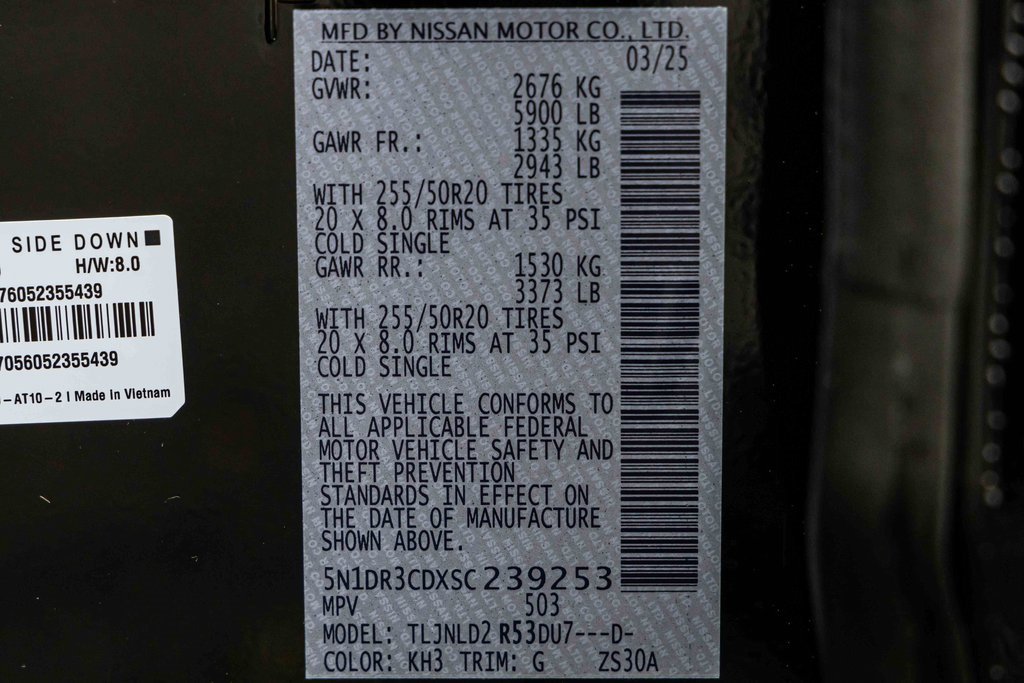 MFD BY NISSAN MOTOR CO., LTD.
DATE: 03/25
GVWR: 2676 KG
5900 LB
GAWR FR.: 1335 KG
2943 LB
WITH 255/50R20 TIRES
20 X 8.0 RIMS AT 35 PSI
COLD SINGLE
GAWR RR.: 1530 KG
3373 LB
WITH 255/50R20 TIRES
20 X 8.0 RIMS AT 35 PSI
COLD SINGLE
THIS VEHICLE CONFORMS TO
ALL APPLICABLE FEDERAL
MOTOR VEHICLE SAFETY AND
THEFT PREVENTION
STANDARDS IN EFFECT ON
THE DATE OF MANUFACTURE
SHOWN ABOVE.
5N1DR3CDXSC239253
MPV 503
MODEL: TLJNLD2 R53DU7---D-
COLOR: KH3 TRIM: G ZS30A
SIDE DOWN
H/W:8.0
76052355439
7056052355439
-AT10-2 | Made in Vietnam